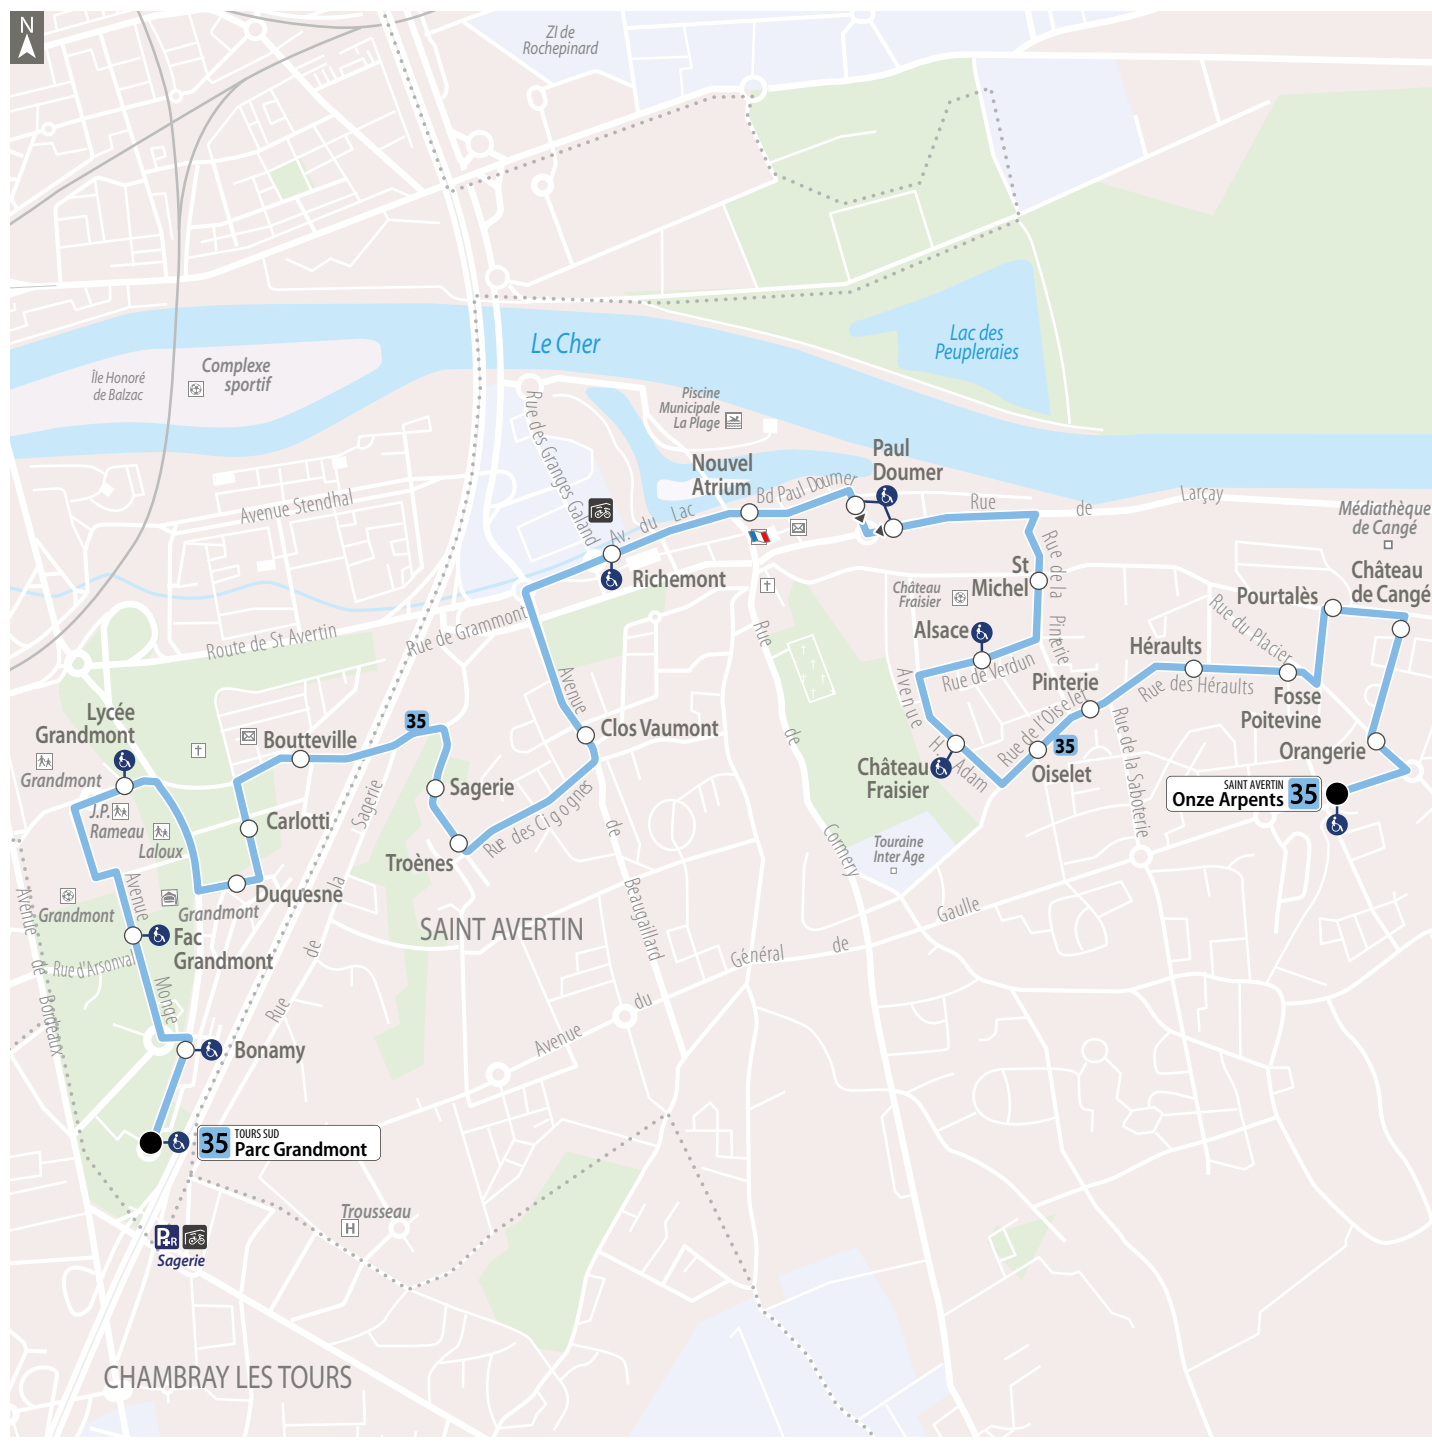 N
ZI de
Rochepinard
Le Cher
Lac des
Peupleraies
Complexe
sportif
Île Honoré
de Balzac
Piscine
Municipale
La Plage
Rue des Granges Galand
Paul
Doumer
Nouvel
Atrium
Bd Paul Doumer
Avenue Stendhal
Av. du Lac
Rue de Larçay
Médiathèque
de Cangé
Richemont
St
Michel
Rue de la Pinterie
Château
Fraisier
Château
de Cangé
Pourtalès
Rue du Placier
Alsace
Route de St Avertin
Rue de Grammont
Rue de Verdun
Héraults
Rue des Héraults
Pinterie
Fosse
Poitevine
Avenue H. Adam
Rue de l'Oiselet
Rue de la Saboterie
Orangerie
Lycée
Grandmont
Grandmont
Boutteville
35
Clos Vaumont
35
Oiselet
Château
Fraisier
SAINT AVERTIN
Onze Arpents
35
Sagerie
J.P.
Rameau
Laloux
Carlotti
Rue des Cigognes
Troènes
Rue de Cormery
Touraine
Inter Age
Avenue de Beaugaillard
Duquesne
Grandmont
Grandmont
Fac
Grandmont
Rue d'Arsonval
Avenue Monge
Avenue de Bordeaux
Rue de la Sagerie
SAINT AVERTIN
Avenue du Général de Gaulle
Bonamy
35
TOURS SUD
Parc Grandmont
Trousseau
H
P+R
Sagerie
CHAMBRAY LES TOURS